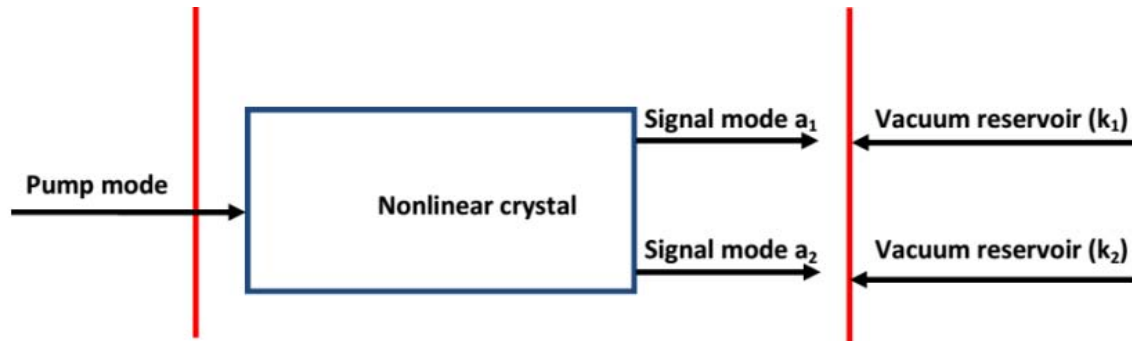 Signal mode a₁
Vacuum reservoir (k₁)
Pump mode
Nonlinear crystal
Signal mode a₂
Vacuum reservoir (k₂)